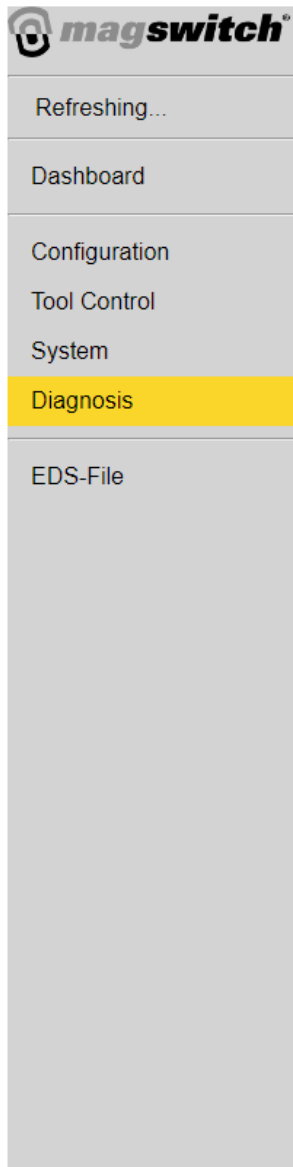 magswitch®
Refreshing...
Dashboard
Configuration
Tool Control
System
Diagnosis
EDS-File